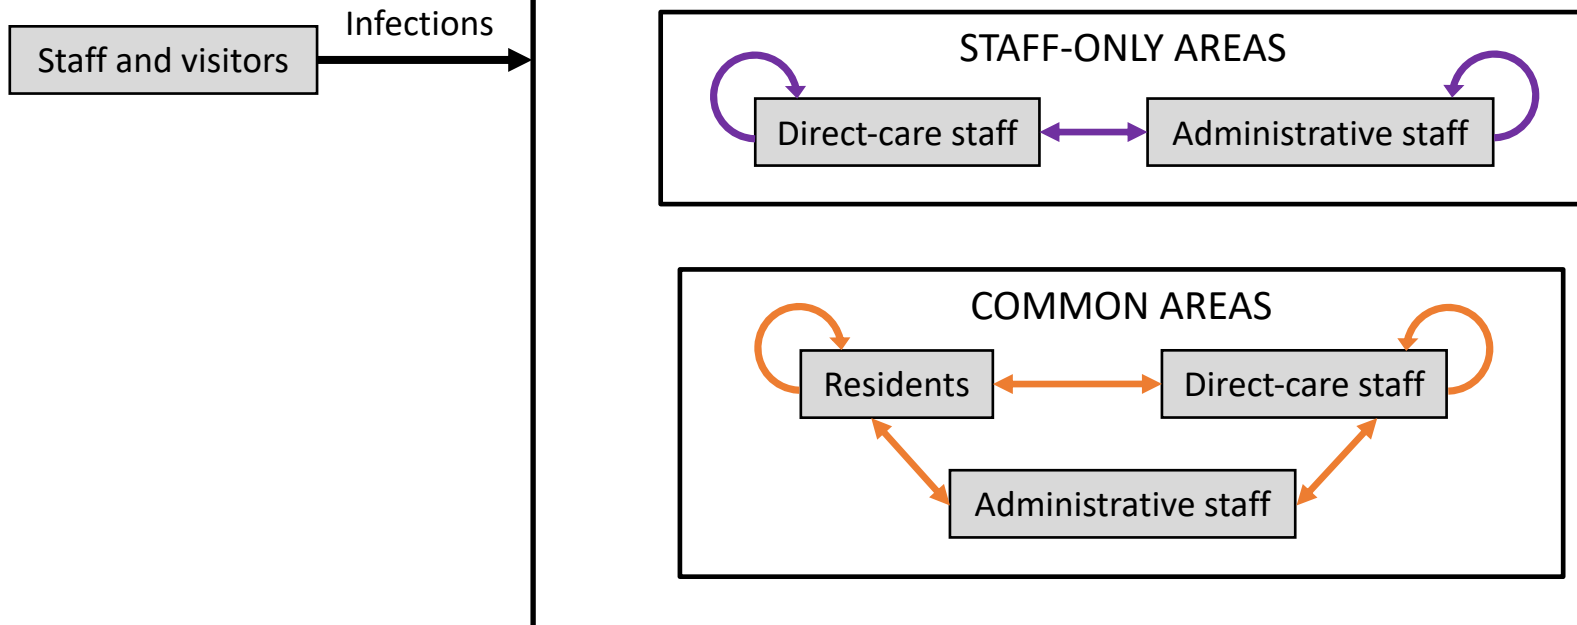 Infections
Staff and visitors
STAFF-ONLY AREAS
Direct-care staff
Administrative staff
COMMON AREAS
Residents
Direct-care staff
Administrative staff